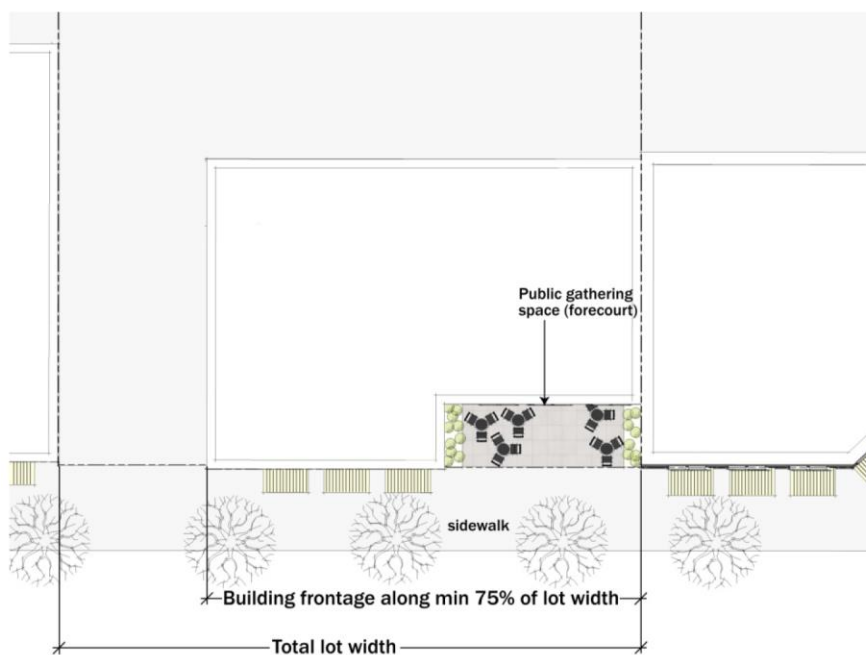 Public gathering
space (forecourt)
sidewalk
Building frontage along min 75% of lot width
Total lot width